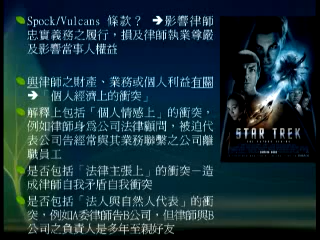 Spock/Vulcans 條款? ➔影響律師
忠實義務之履行，損及律師執業尊嚴
及影響當事人權益
與律師之財產、業務或個人利益有關
➔「個人經濟上的衝突」
解釋上包括「個人情感上」的衝突，
例如律師身為公司法律顧問，被迫代
表公司告經常與其業務聯繫之公司離
職員工
是否包括「法律主張上」的衝突－造
成律師自我矛盾自我衝突
是否包括「法人與自然人代表」的衝
突，例如A委律師告B公司，但律師與B
公司之負責人是多年至親好友
STAR TREK